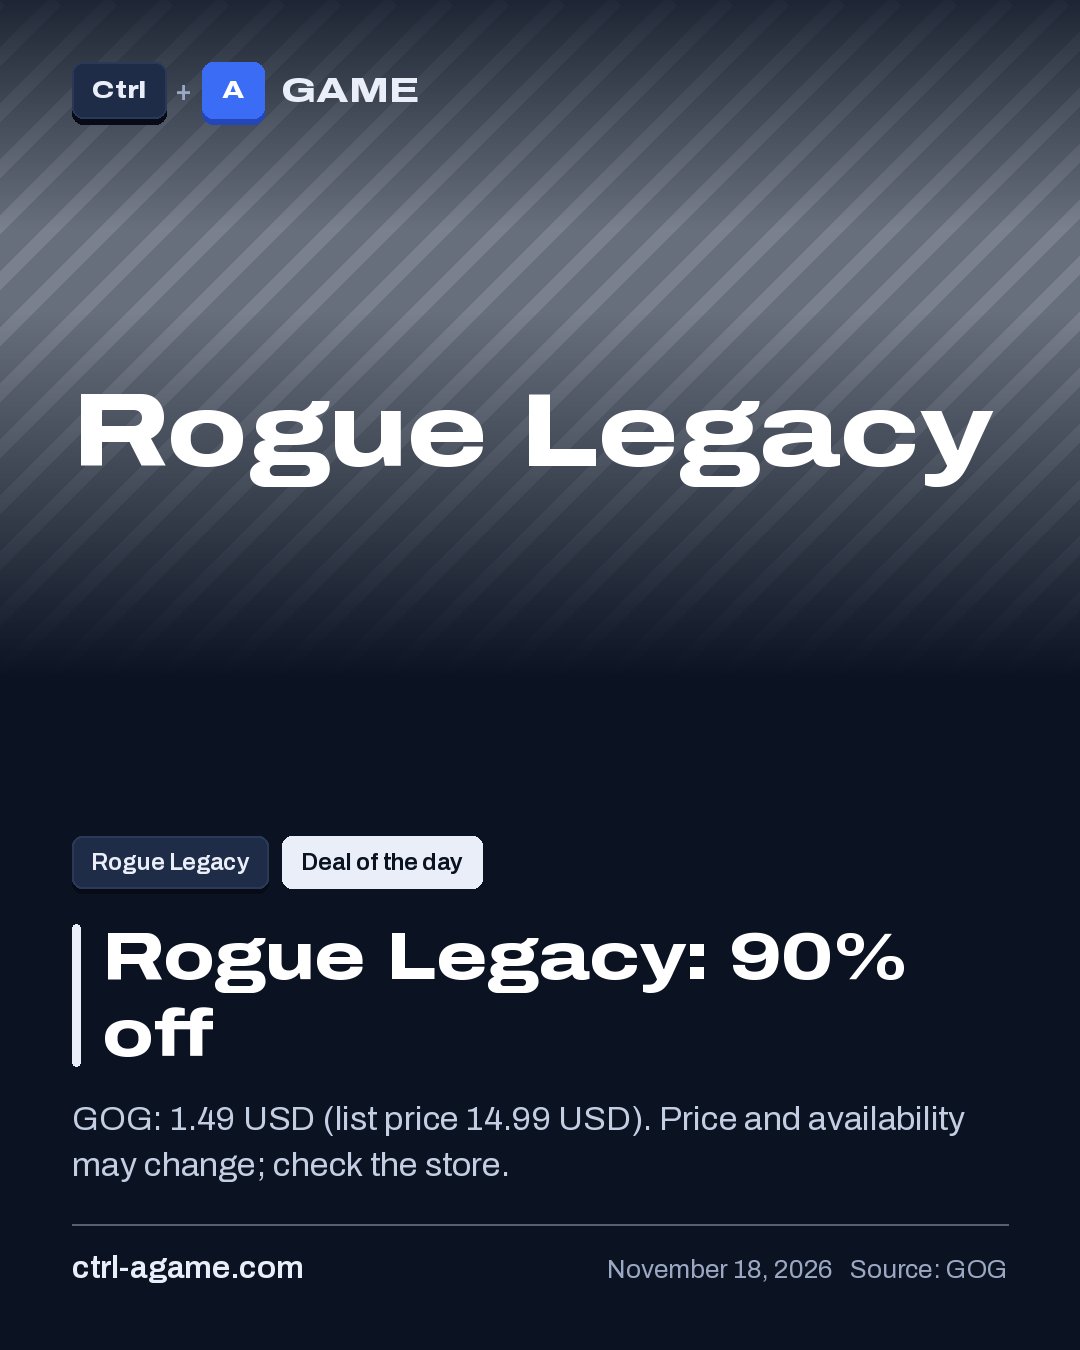 Ctrl + A GAME
Rogue Legacy
Rogue Legacy Deal of the day
Rogue Legacy: 90%
off
GOG: 1.49 USD (list price 14.99 USD). Price and availability
may change; check the store.
ctrl-agame.com November 18, 2026 Source: GOG